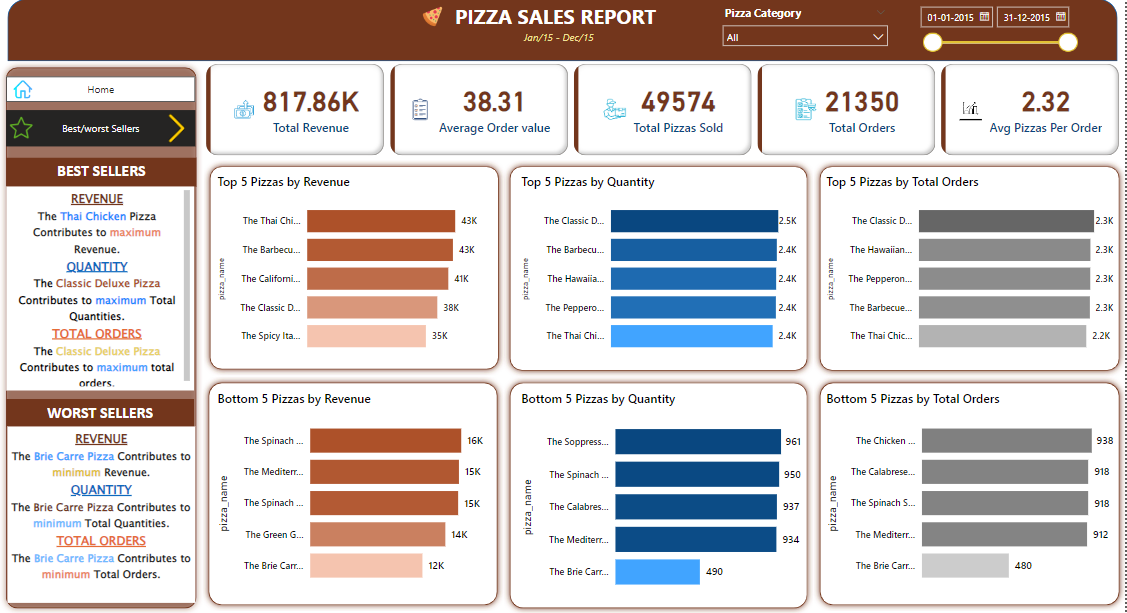 PIZZA SALES REPORT
Jan/15 - Dec/15
Pizza Category
All
01-01-2015
31-12-2015
Home
Best/worst Sellers
BEST SELLERS
REVENUE
The Thai Chicken Pizza
Contributes to maximum
Revenue.
QUANTITY
The Classic Deluxe Pizza
Contributes to maximum Total
Quantities.
TOTAL ORDERS
The Classic Deluxe Pizza
Contributes to maximum total
orders.
WORST SELLERS
REVENUE
The Brie Carre Pizza Contributes to
minimum Revenue.
QUANTITY
The Brie Carre Pizza Contributes to
minimum Total Quantities.
TOTAL ORDERS
The Brie Carre Pizza Contributes to
minimum Total Orders.
817.86K
Total Revenue
38.31
Average Order value
49574
Total Pizzas Sold
21350
Total Orders
2.32
Avg Pizzas Per Order
Top 5 Pizzas by Revenue
pizza_name
The Thai Chi... 43K
The Barbecu... 43K
The Californi... 41K
The Classic D... 38K
The Spicy Ita... 35K
Top 5 Pizzas by Quantity
pizza_name
The Classic D... 2.5K
The Barbecu... 2.4K
The Hawaiia... 2.4K
The Peppero... 2.4K
The Thai Chi... 2.4K
Top 5 Pizzas by Total Orders
pizza_name
The Classic D... 2.3K
The Hawaiian... 2.3K
The Pepperon... 2.3K
The Barbecue... 2.3K
The Thai Chic... 2.2K
Bottom 5 Pizzas by Revenue
pizza_name
The Spinach ... 16K
The Mediterr... 15K
The Spinach ... 15K
The Green G... 14K
The Brie Carr... 12K
Bottom 5 Pizzas by Quantity
pizza_name
The Soppress... 961
The Spinach ... 950
The Calabres... 937
The Mediterr... 934
The Brie Carr... 490
Bottom 5 Pizzas by Total Orders
pizza_name
The Chicken ... 938
The Calabrese... 918
The Spinach S... 918
The Mediterr... 912
The Brie Carr... 480